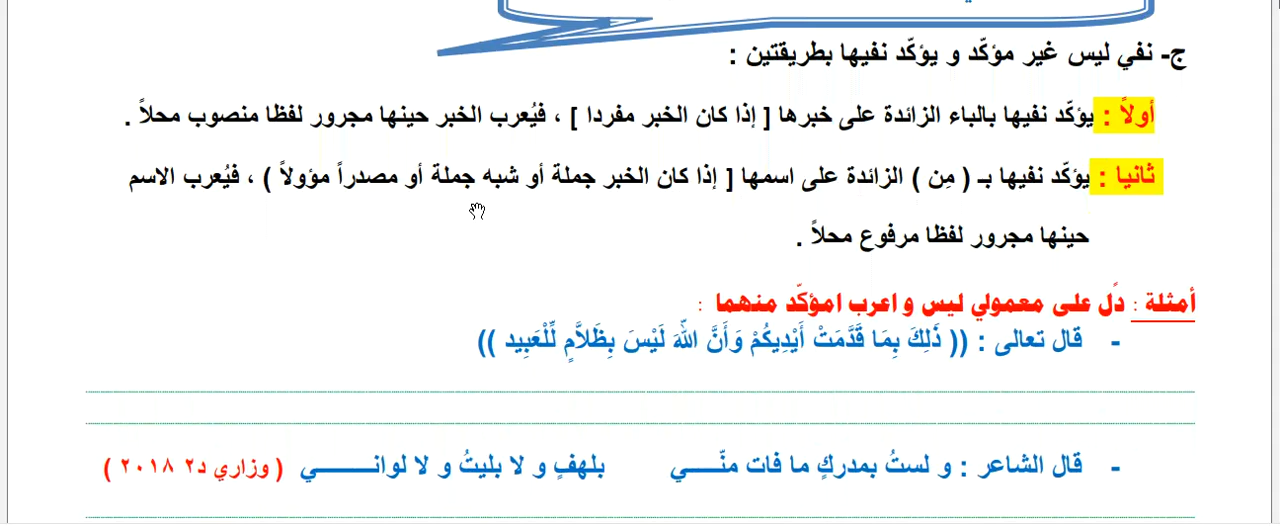 ج- نفي ليس غير مؤكّد و يؤكّد نفيها بطريقتين :
أولاً : يؤكّد نفيها بالباء الزائدة على خبرها [ إذا كان الخبر مفردا ] ، فيُعرب الخبر حينها مجرور لفظا منصوب محلاً .
ثانيا : يؤكّد نفيها بـ ( مِن ) الزائدة على اسمها [ إذا كان الخبر جملة أو شبه جملة أو مصدراً مؤولاً ) ، فيُعرب الاسم
حينها مجرور لفظا مرفوع محلاً .
أمثلة : دًل على معمولي ليس و اعرب امؤكّد منهما :
- قال تعالى : (( ذَلِكَ بِمَا قَدَّمَتْ أَيْدِيكُمْ وَأَنَّ اللّهَ لَيْسَ بِظَلاَّمٍ لِّلْعَبِيد ))
- قال الشاعر : و لستُ بمدركٍ ما فات منّـــــي بلهفٍ و لا بليتُ و لا لوانـــــــــي ( وزاري د٢ ٢٠١٨ )